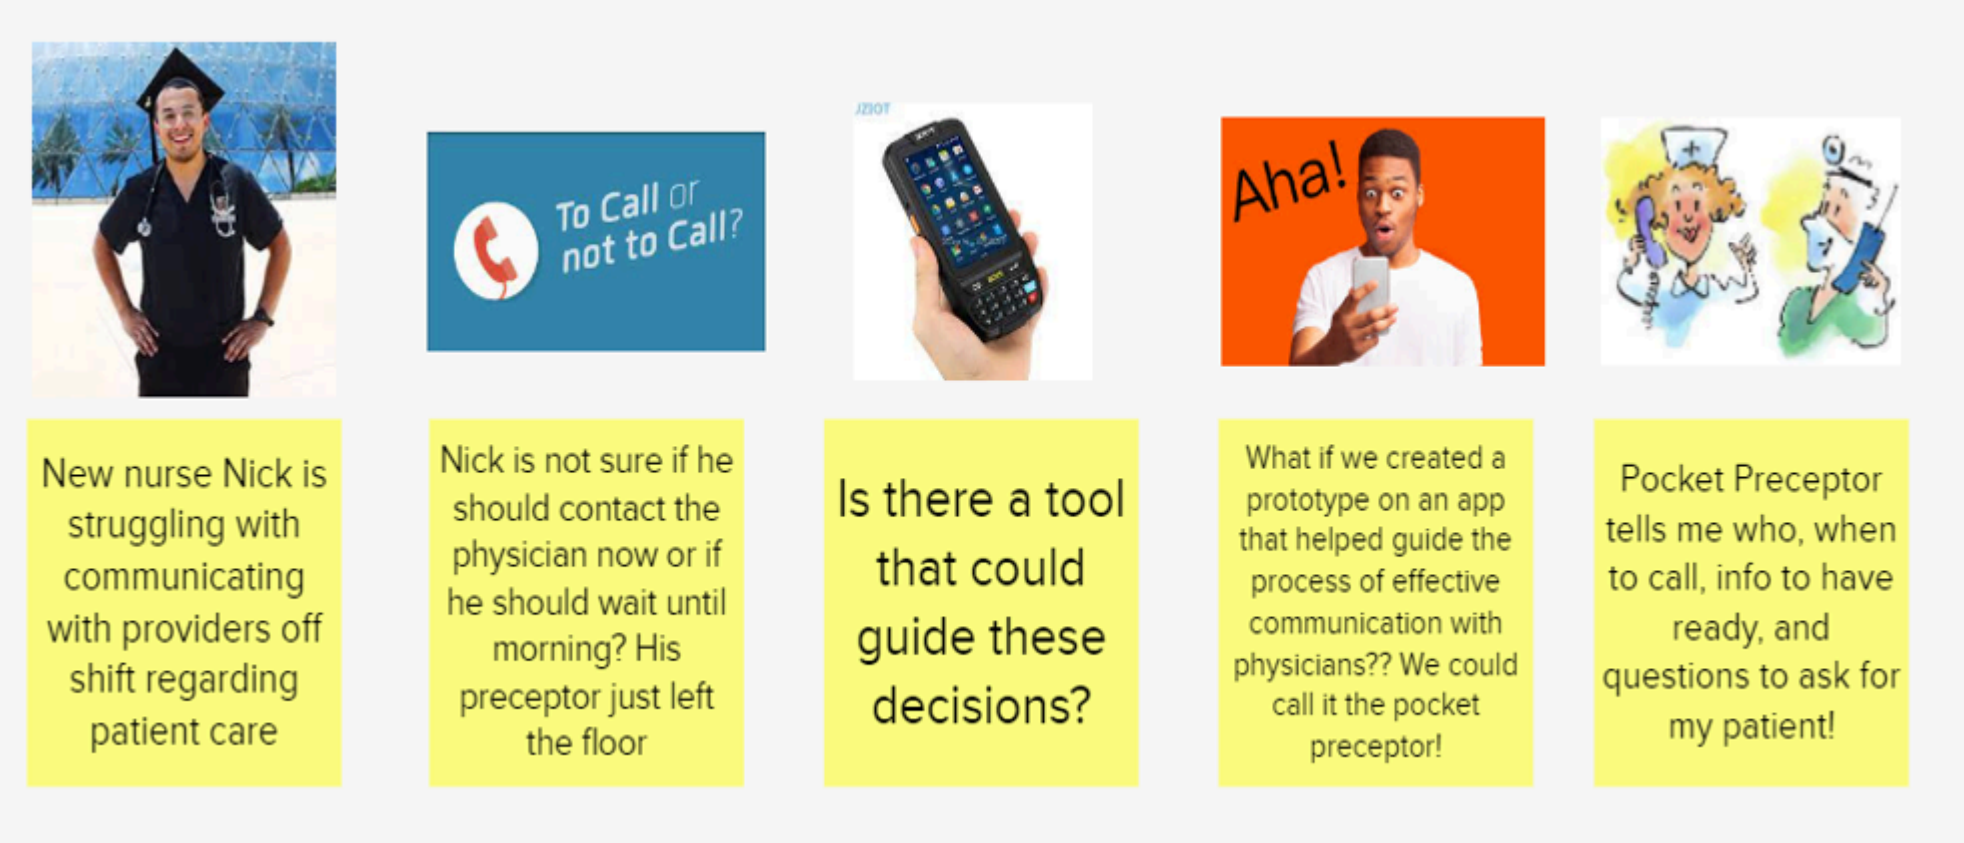 JZIOT
To Call or
not to Call?
Aha!
New nurse Nick is
struggling with
communicating
with providers off
shift regarding
patient care
Nick is not sure if he
should contact the
physician now or if
he should wait until
morning? His
preceptor just left
the floor
Is there a tool
that could
guide these
decisions?
What if we created a
prototype on an app
that helped guide the
process of effective
communication with
physicians?? We could
call it the pocket
preceptor!
Pocket Preceptor
tells me who, when
to call, info to have
ready, and
questions to ask for
my patient!